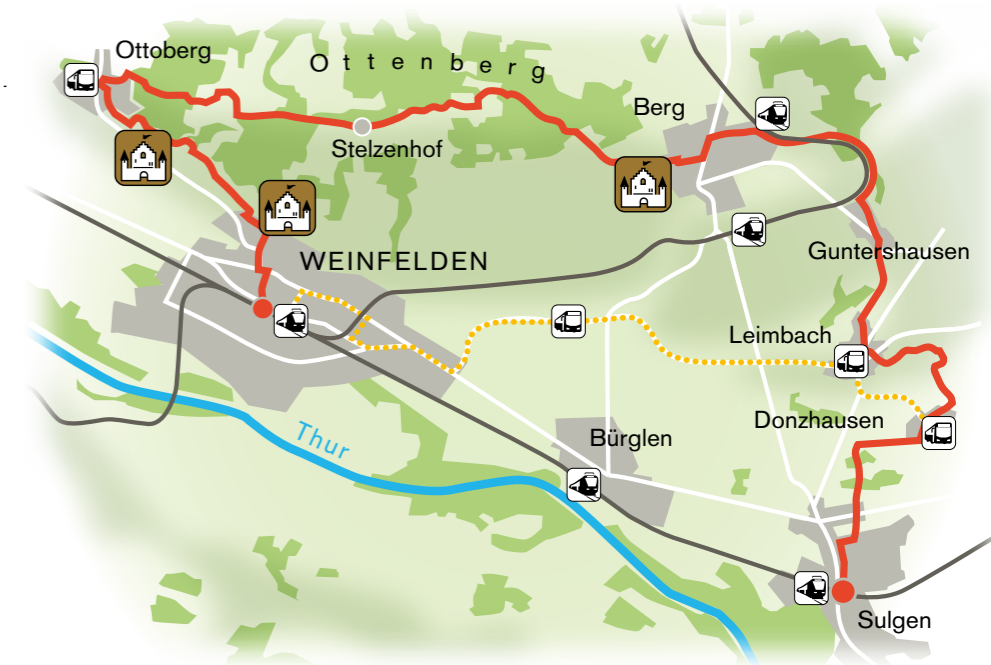 Ottoberg
Ottenberg
Berg
Stelzenhof
WEINFELDEN
Guntershausen
Leimbach
Donzhausen
Bürglen
Thur
Sulgen